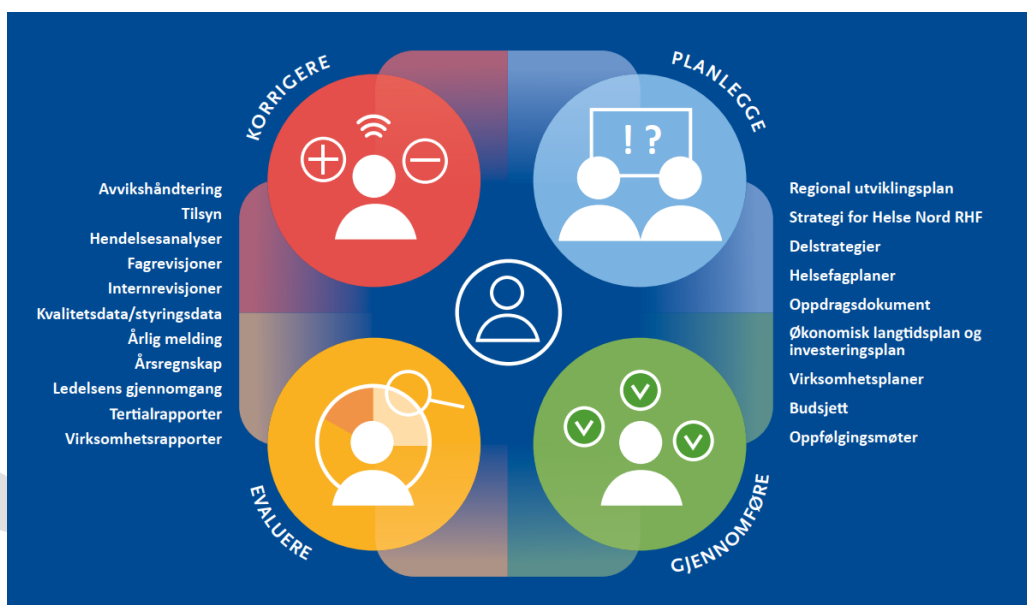 KORRIGERE
PLANLEGGE
! ?
Avvikshåndtering
Tilsyn
Hendelsesanalyser
Fagrevisjoner
Internrevisjoner
Kvalitetsdata/styringsdata
Årlig melding
Årsregnskap
Ledelsens gjennomgang
Tertialrapporter
Virksomhetsrapporter
Regional utviklingsplan
Strategi for Helse Nord RHF
Delstrategier
Helsefagplaner
Oppdragsdokument
Økonomisk langtidsplan og
investeringsplan
Virksomhetsplaner
Budsjett
Oppfølgingsmøter
EVALUERE
GJENNOMFØRE